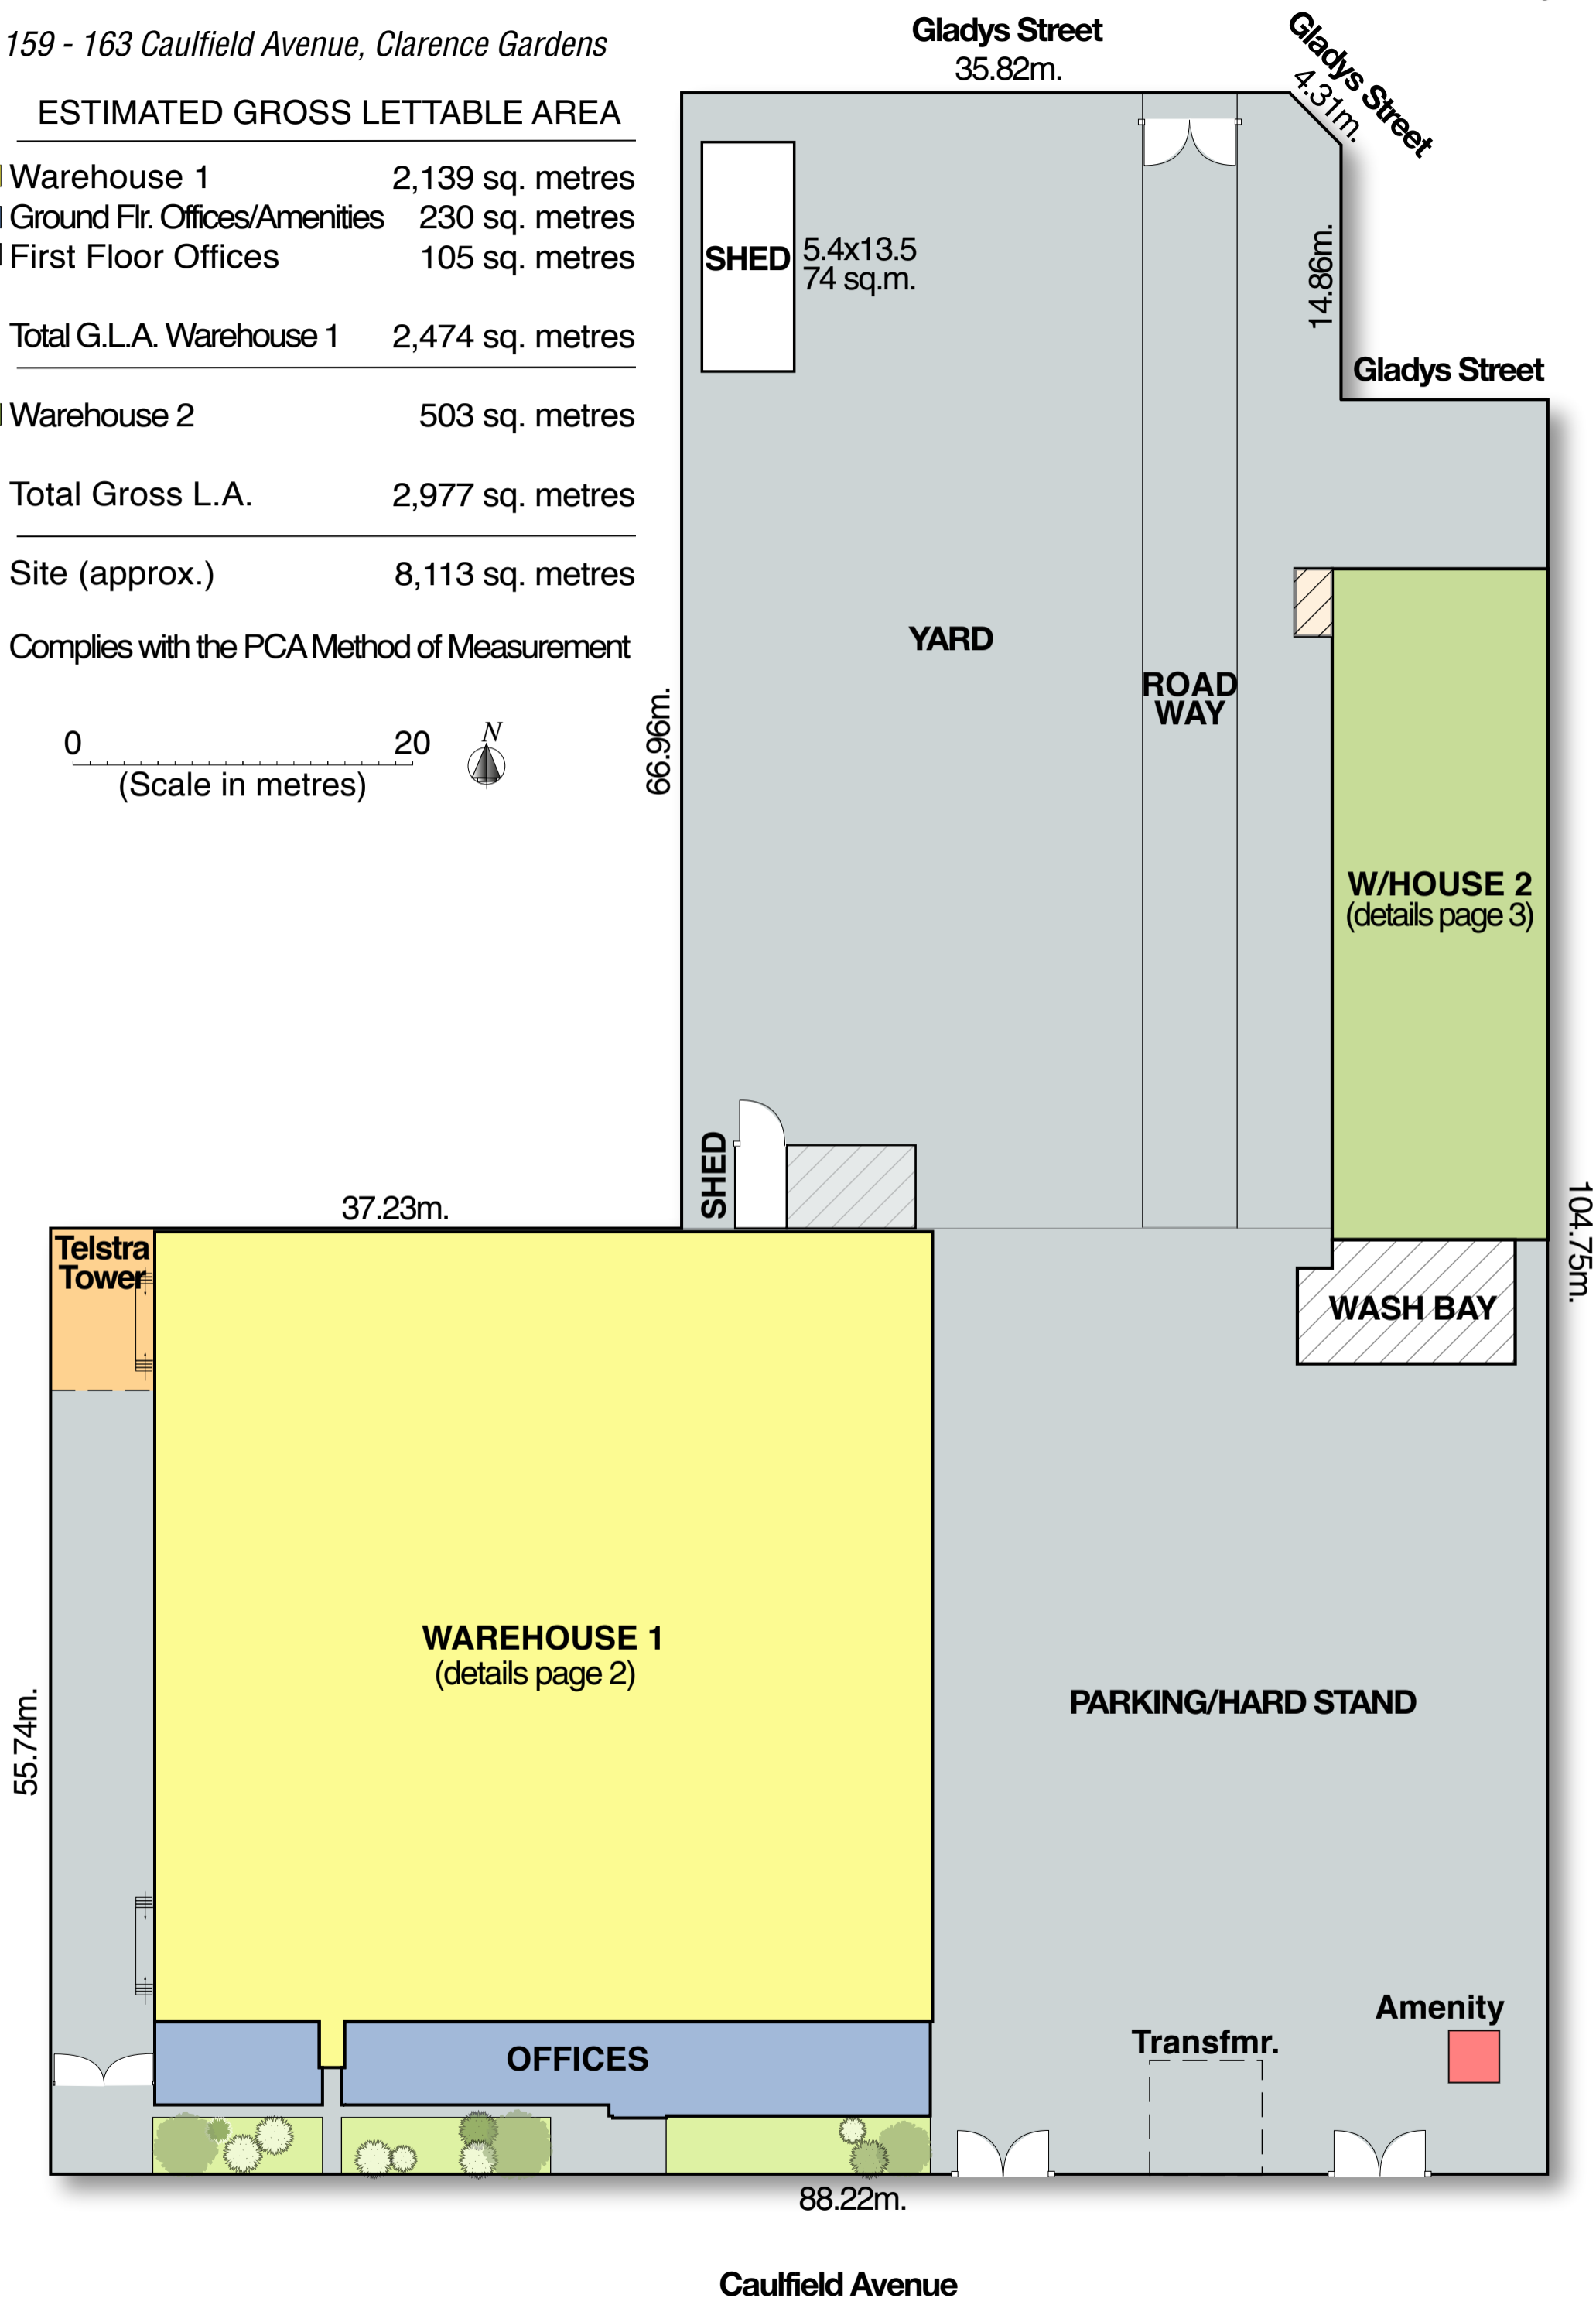 159 - 163 Caulfield Avenue, Clarence Gardens
ESTIMATED GROSS LETTABLE AREA
Warehouse 1 2,139 sq. metres
Ground Flr. Offices/Amenities 230 sq. metres
First Floor Offices 105 sq. metres
Total G.L.A. Warehouse 1 2,474 sq. metres
Warehouse 2 503 sq. metres
Total Gross L.A. 2,977 sq. metres
Site (approx.) 8,113 sq. metres
Complies with the PCA Method of Measurement
0 20
(Scale in metres)
N
Gladys Street
35.82m.
Gladys Street
4.31m.
14.86m.
Gladys Street
SHED
5.4x13.5
74 sq.m.
YARD
ROAD
WAY
66.96m.
W/HOUSE 2
(details page 3)
SHED
37.23m.
104.75m.
Telstra
Tower
WASH BAY
WAREHOUSE 1
(details page 2)
PARKING/HARD STAND
55.74m.
Amenity
Transfmr.
OFFICES
88.22m.
Caulfield Avenue